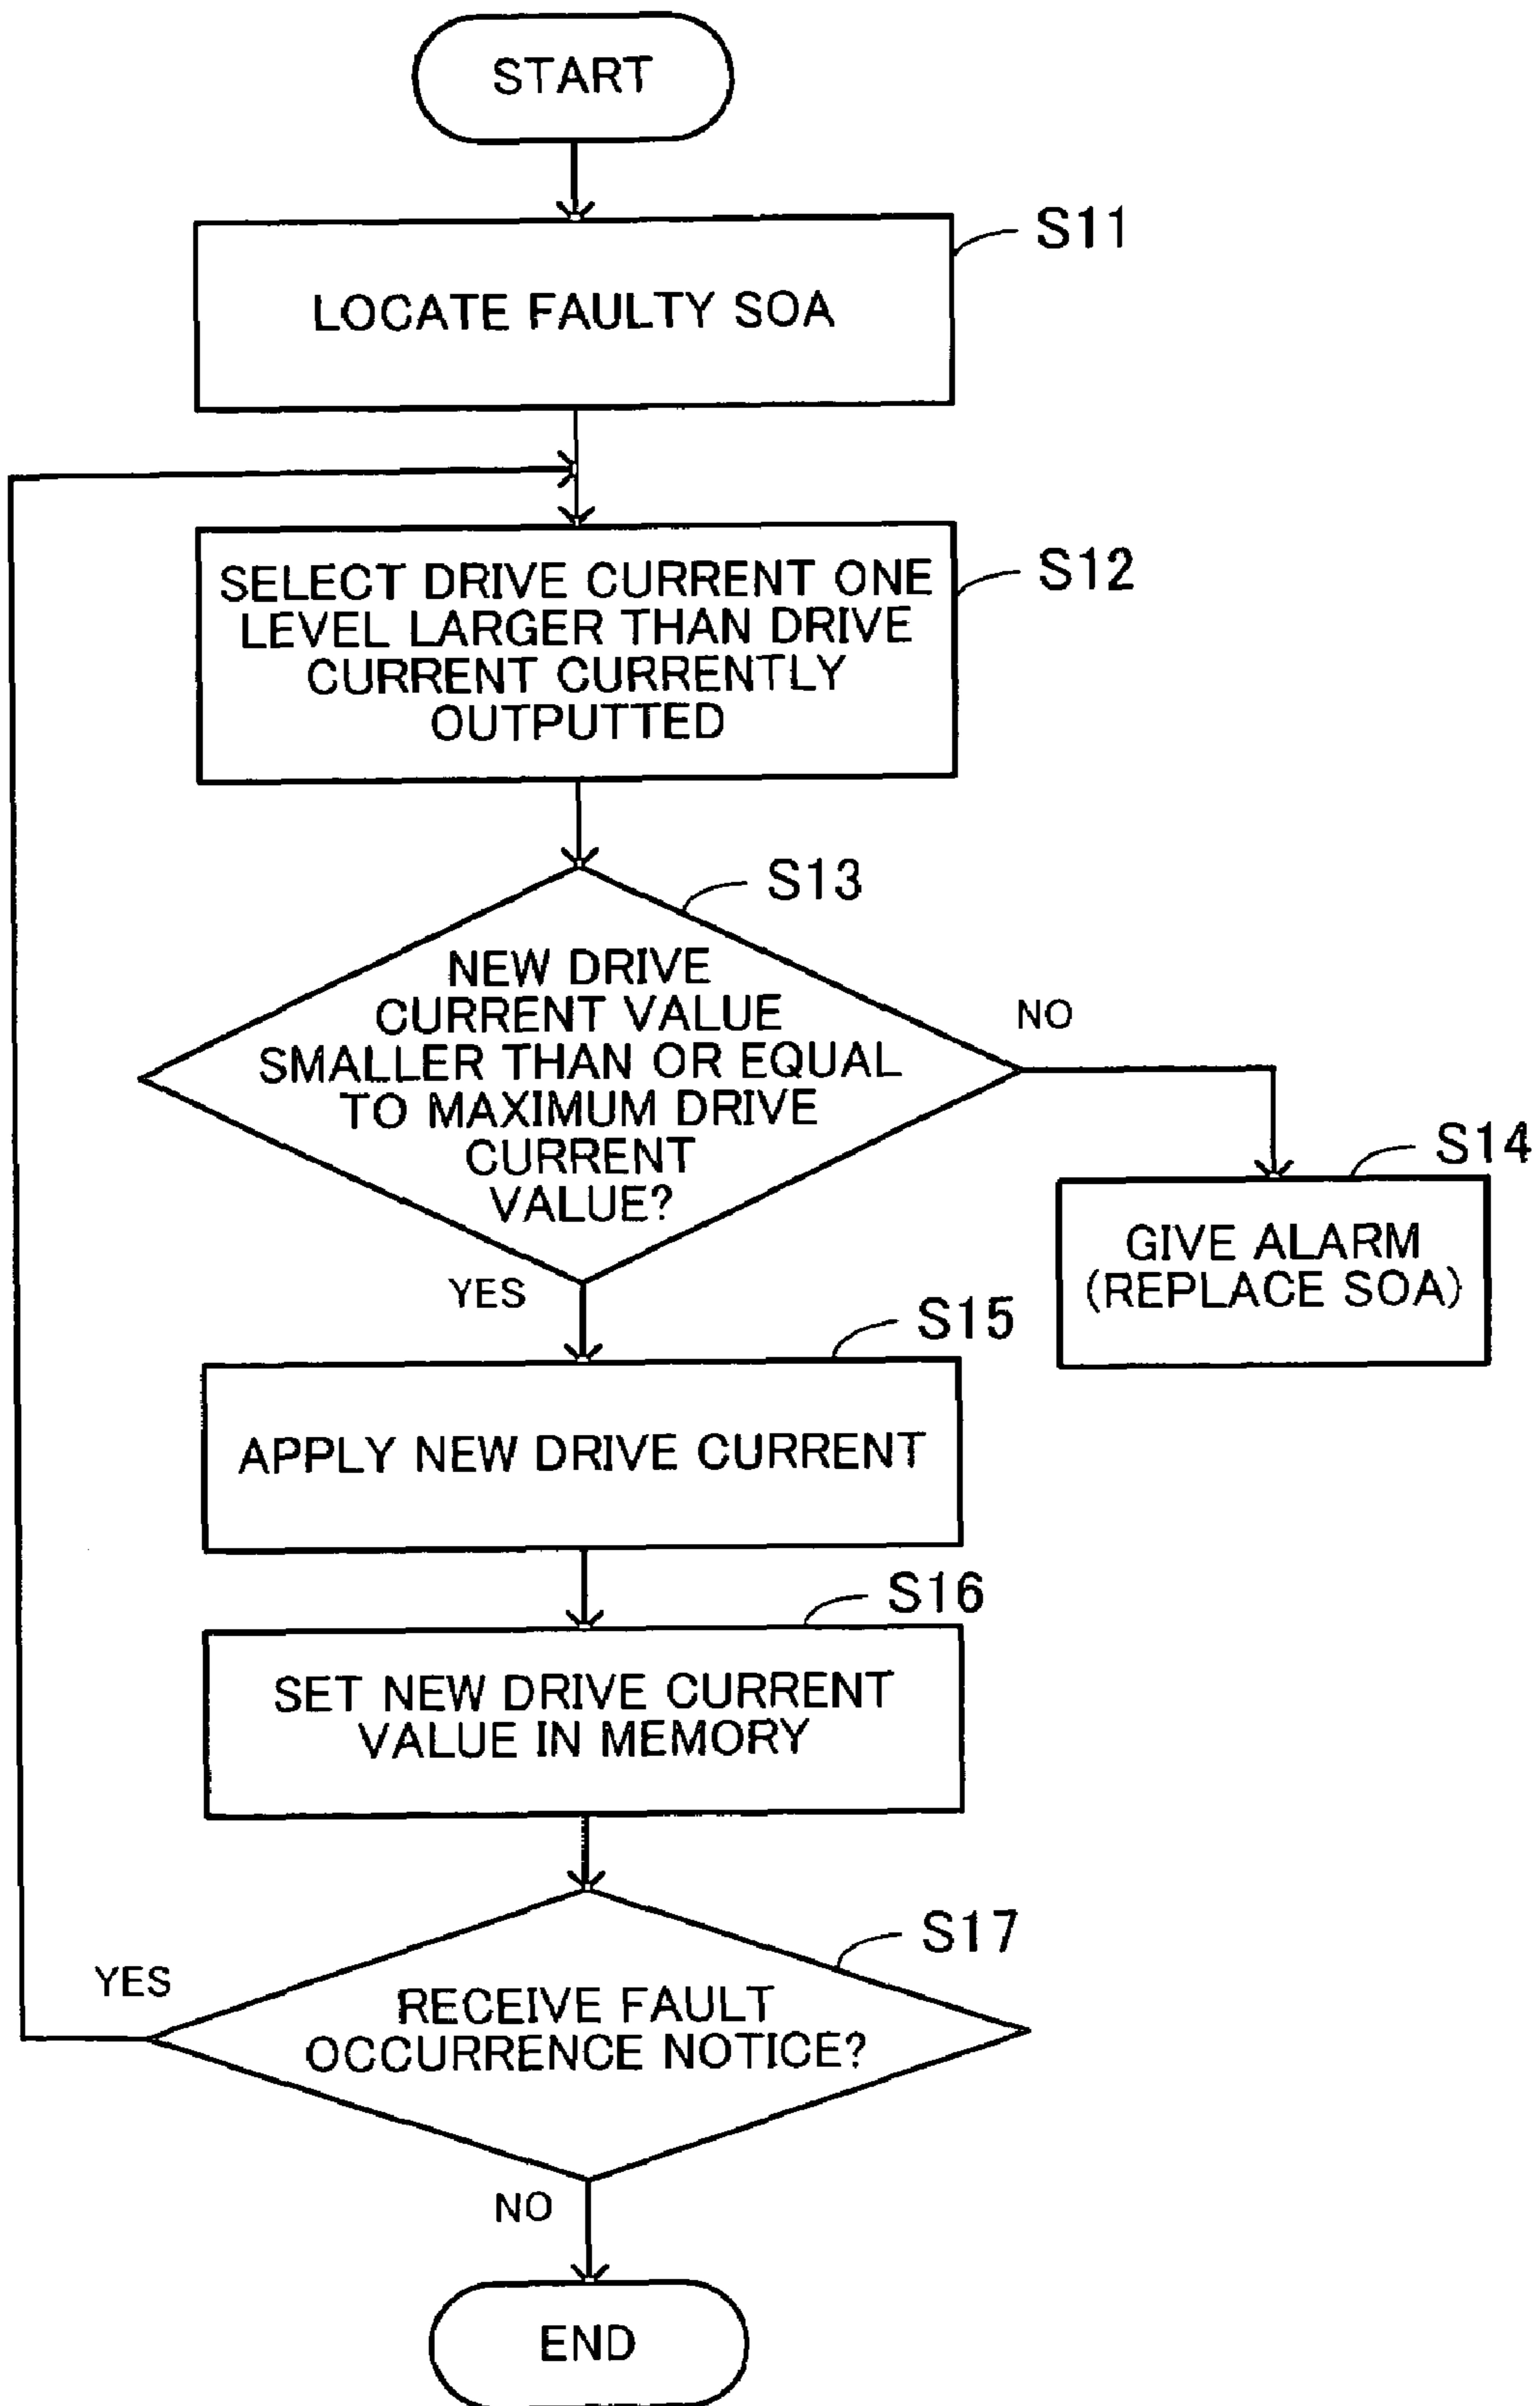 START
S11
LOCATE FAULTY SOA
S12
SELECT DRIVE CURRENT ONE
LEVEL LARGER THAN DRIVE
CURRENT CURRENTLY
OUTPUTTED
S13
NEW DRIVE
CURRENT VALUE
SMALLER THAN OR EQUAL
TO MAXIMUM DRIVE
CURRENT
VALUE?
NO
S14
GIVE ALARM
(REPLACE SOA)
YES
S15
APPLY NEW DRIVE CURRENT
S16
SET NEW DRIVE CURRENT
VALUE IN MEMORY
S17
YES
RECEIVE FAULT
OCCURRENCE NOTICE?
NO
END